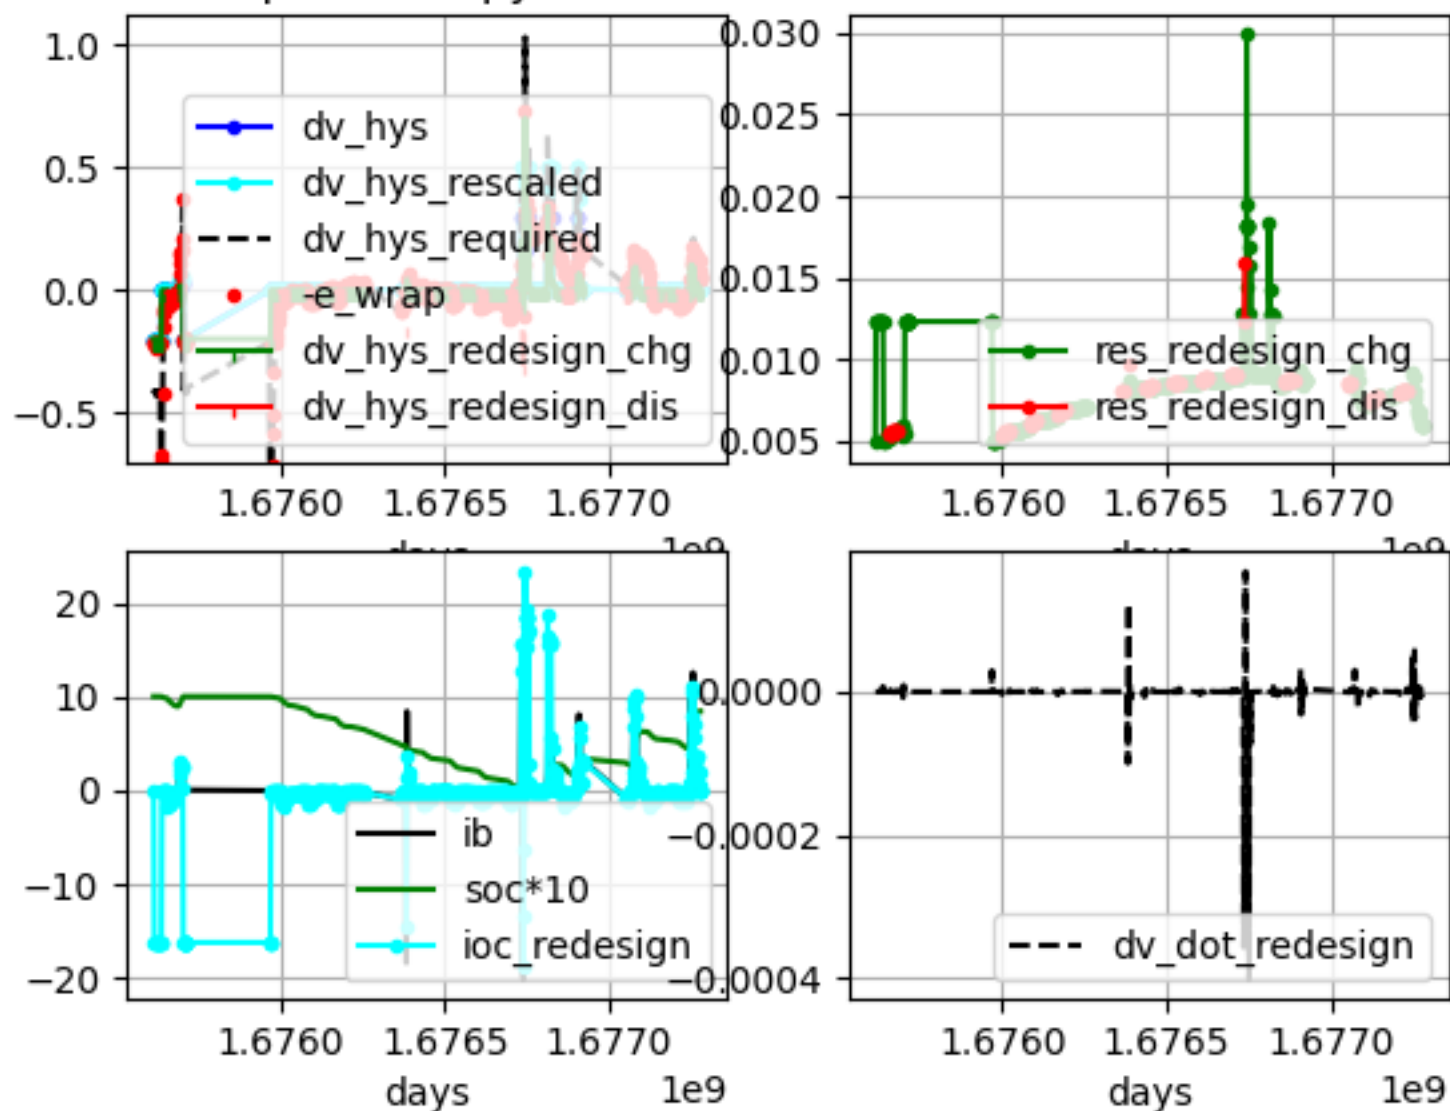 1.0
0.5
0.0
−0.5
dv_hys
dv_hys_rescaled
dv_hys_required
-e_wrap
dv_hys_redesign_chg
dv_hys_redesign_dis
1.6760 1.6765 1.6770
days 1e9
0.030
0.025
0.020
0.015
0.010
0.005
res_redesign_chg
res_redesign_dis
1.6760 1.6765 1.6770
days 1e9
20
10
0
−10
−20
ib
soc*10
ioc_redesign
1.6760 1.6765 1.6770
days 1e9
0.0000
−0.0002
−0.0004
dv_dot_redesign
1.6760 1.6765 1.6770
days 1e9